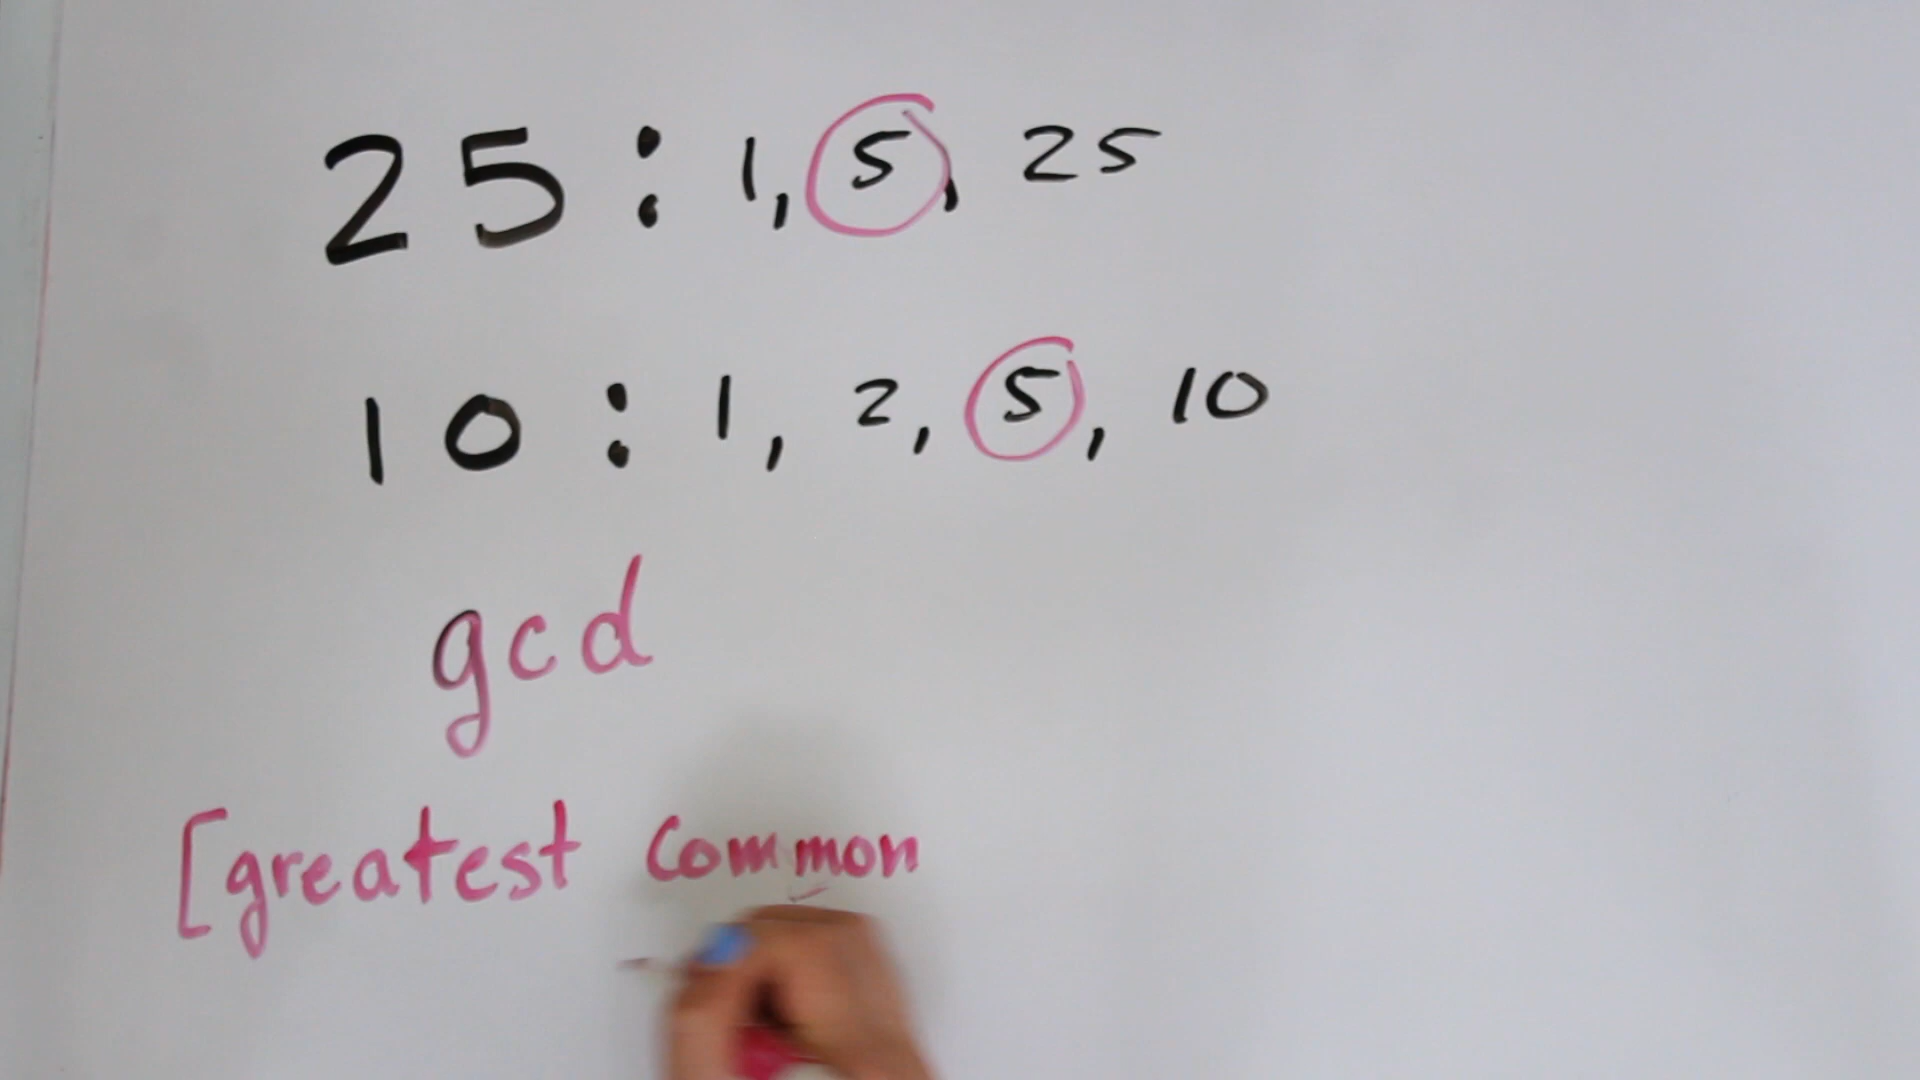 25 : 1, 5, 25
10 : 1, 2, 5, 10
gcd
[greatest common